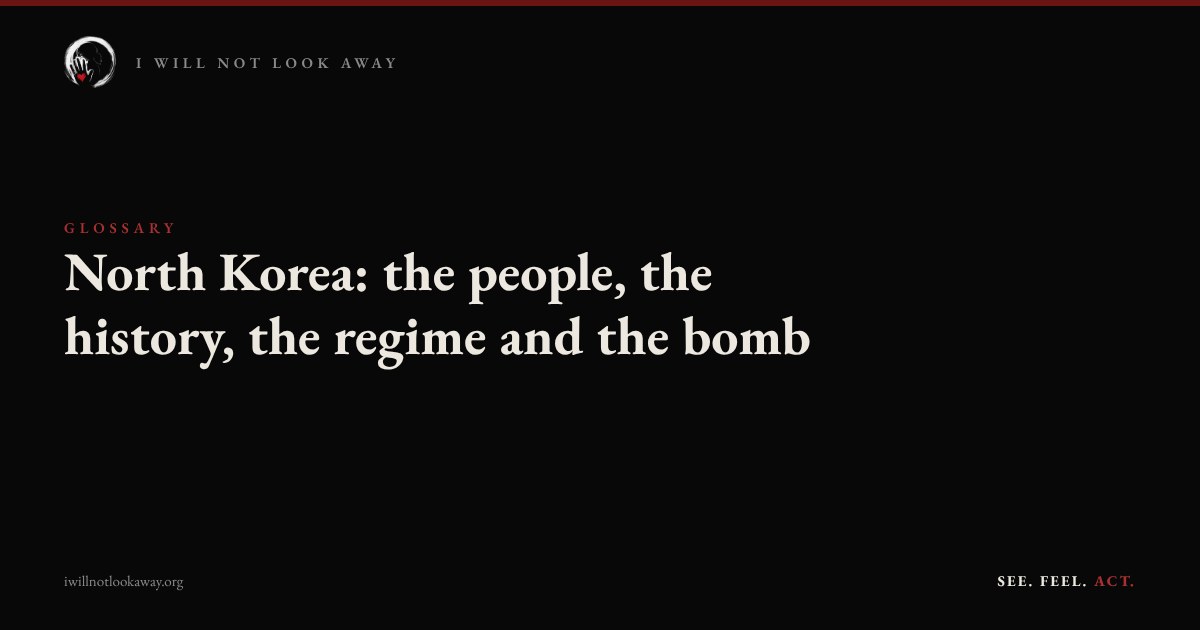 I WILL NOT LOOK AWAY
GLOSSARY
North Korea: the people, the
history, the regime and the bomb
iwillnotlookaway.org
SEE. FEEL. ACT.